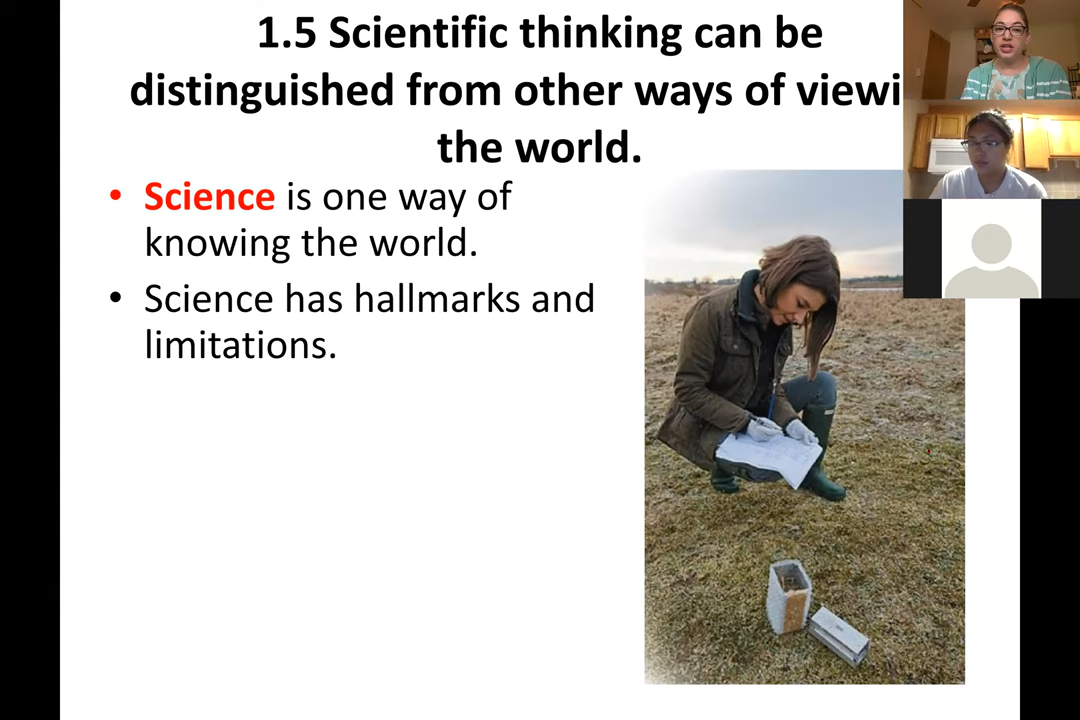 1.5 Scientific thinking can be
distinguished from other ways of viewi
the world.
• Science is one way of
knowing the world.
• Science has hallmarks and
limitations.